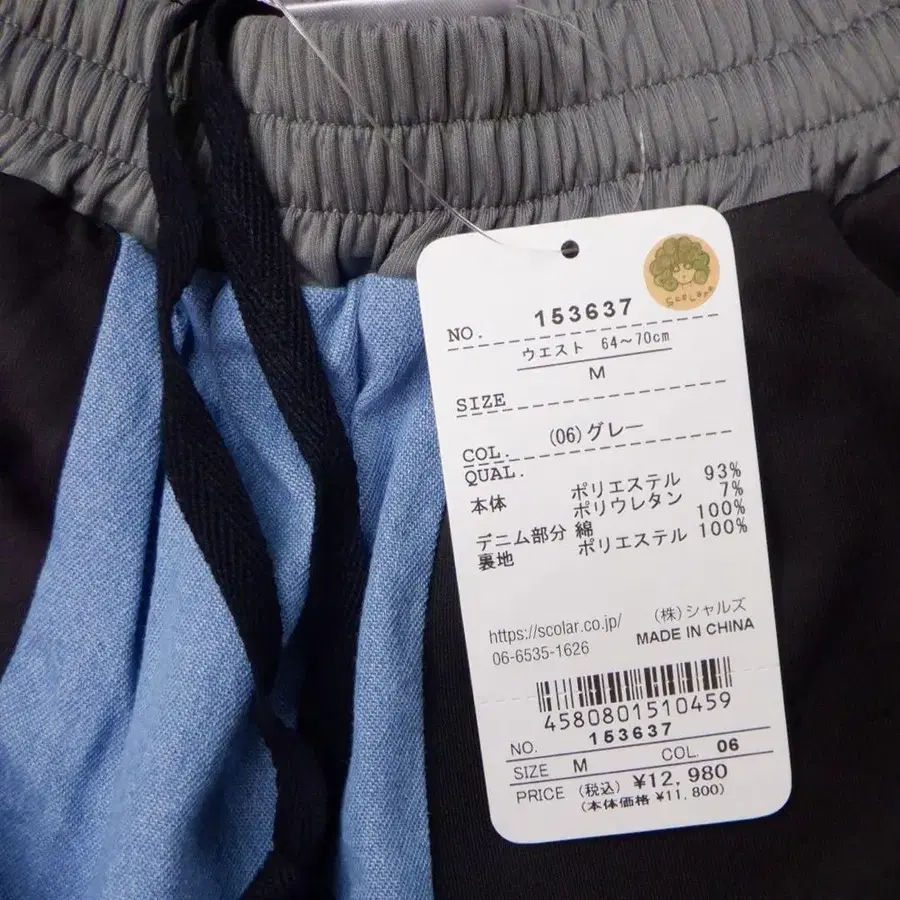 ScoLar
NO. 153637
ウエスト 64～70cm
M
SIZE
COL. (06)グレー
QUAL.
本体 ポリエステル 93%
ポリウレタン 7%
デニム部分 綿 100%
裏地 ポリエステル 100%
https://scolar.co.jp/ (株)シャルズ
06-6535-1626 MADE IN CHINA
4580801510459
NO. 153637
SIZE M COL. 06
PRICE (税込) ¥12,980
(本体価格 ¥11,800)